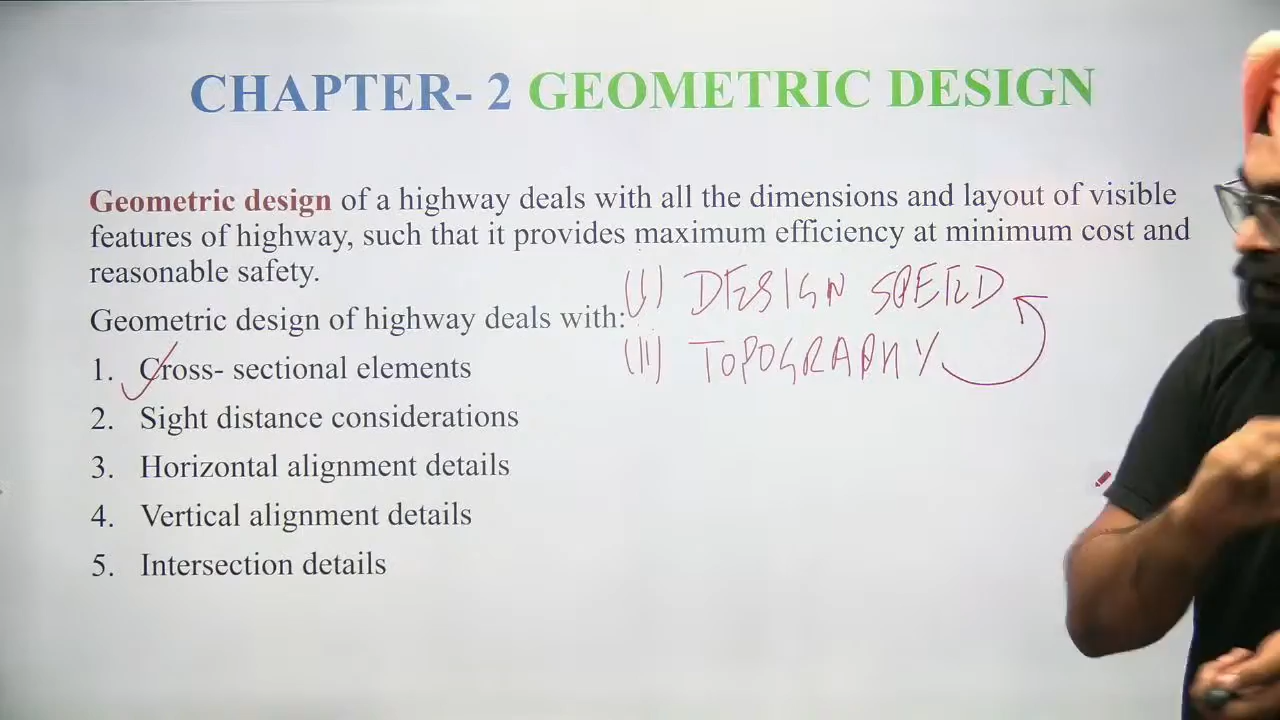 CHAPTER- 2 GEOMETRIC DESIGN
Geometric design of a highway deals with all the dimensions and layout of visible
features of highway, such that it provides maximum efficiency at minimum cost and
reasonable safety.
Geometric design of highway deals with:
(I) DESIGN SPEED
1. Cross- sectional elements
(II) TOPOGRAPHY
2. Sight distance considerations
3. Horizontal alignment details
4. Vertical alignment details
5. Intersection details